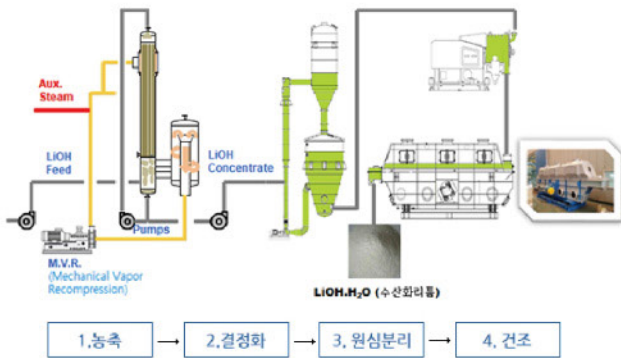 Aux.
Steam
LiOH
Feed
LiOH
Concentrate
Pumps
M.V.R.
(Mechanical Vapor
Recompression)
LiOH.H₂O (수산화리튬)
1.농축
2.결정화
3, 원심분리
4, 건조